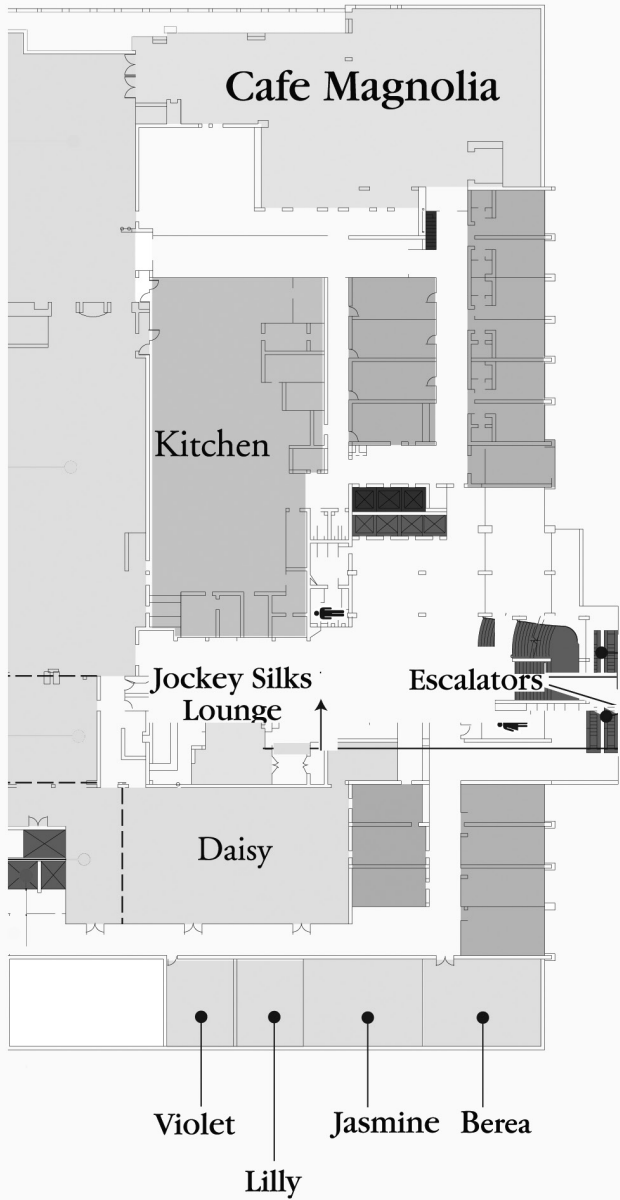 Cafe Magnolia
Kitchen
Jockey Silks
Lounge
Escalators
Daisy
Violet
Jasmine
Berea
Lilly